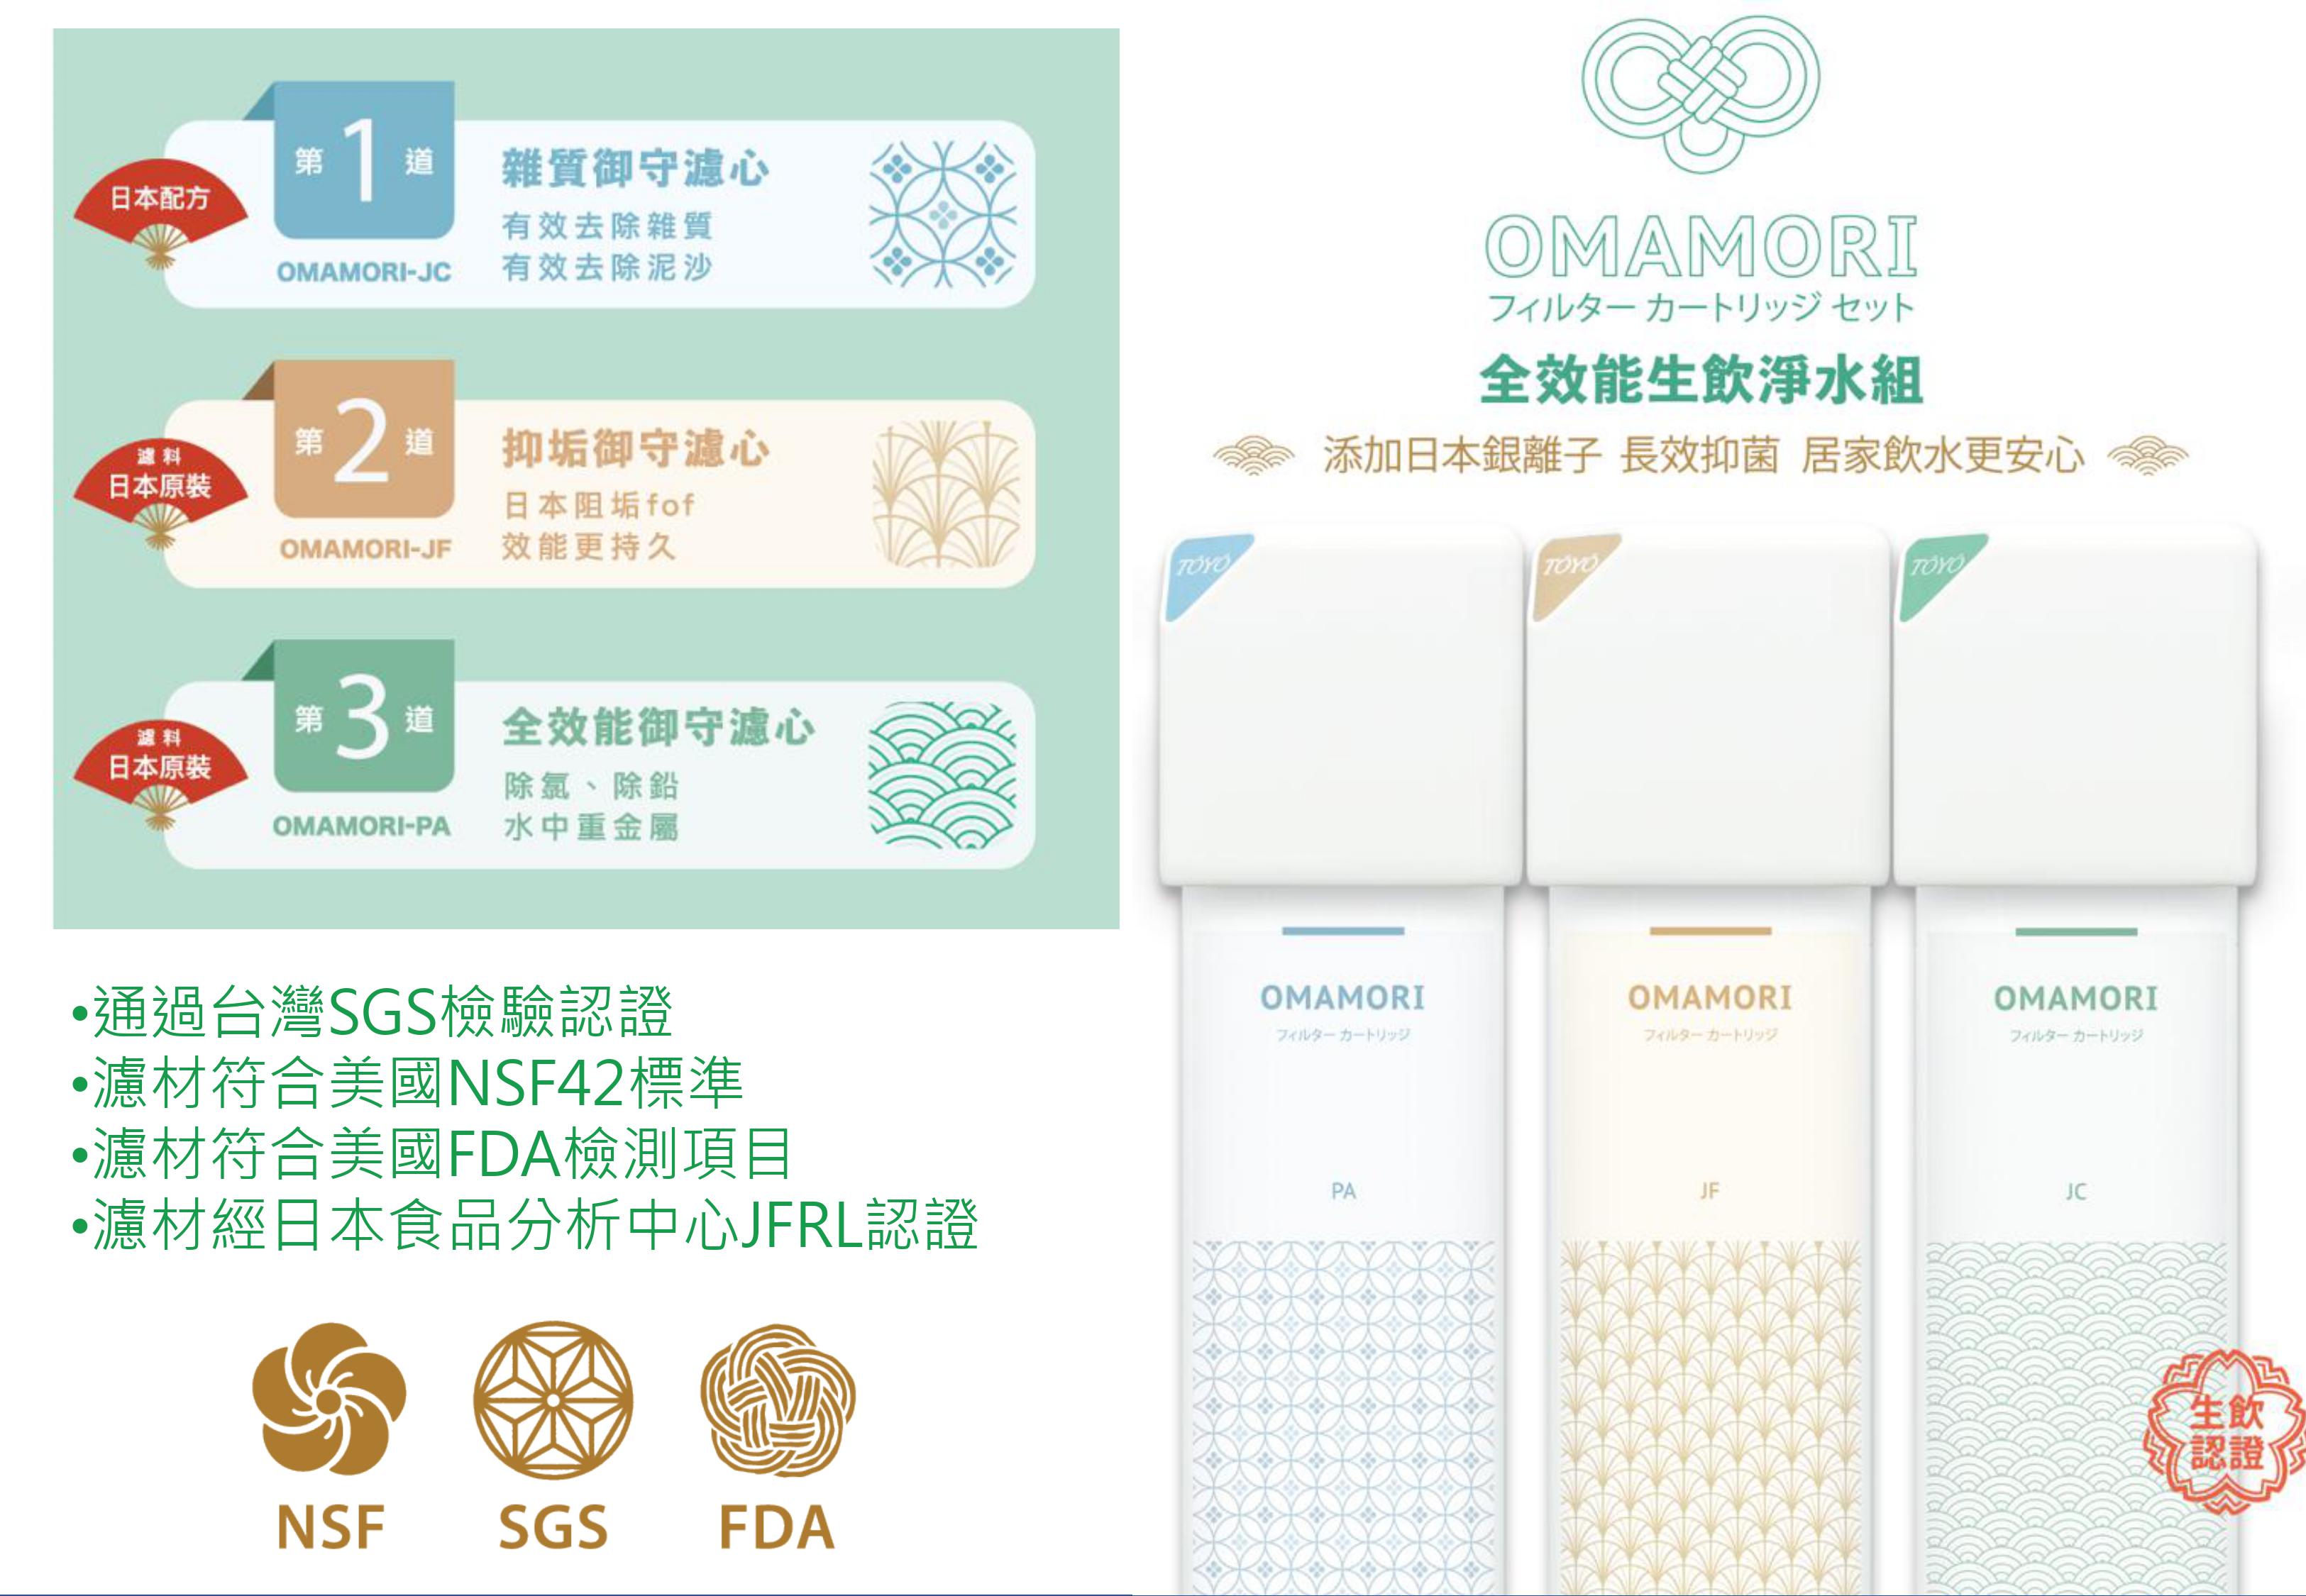 日本配方
第1道
OMAMORI-JC
雜質御守濾心
有效去除雜質
有效去除泥沙
濾料
日本原裝
第2道
OMAMORI-JF
抑垢御守濾心
日本阻垢fof
效能更持久
濾料
日本原裝
第3道
OMAMORI-PA
全效能御守濾心
除氯、除鉛
水中重金屬
•通過台灣SGS檢驗認證
•濾材符合美國NSF42標準
•濾材符合美國FDA檢測項目
•濾材經日本食品分析中心JFRL認證
NSF
SGS
FDA
OMAMORI
フィルター カートリッジ セット
全效能生飲淨水組
添加日本銀離子 長效抑菌 居家飲水更安心
TÔYÔ
TÔYÔ
TÔYÔ
OMAMORI
フィルター カートリッジ
PA
OMAMORI
フィルター カートリッジ
JF
OMAMORI
フィルター カートリッジ
JC
生飲
認證